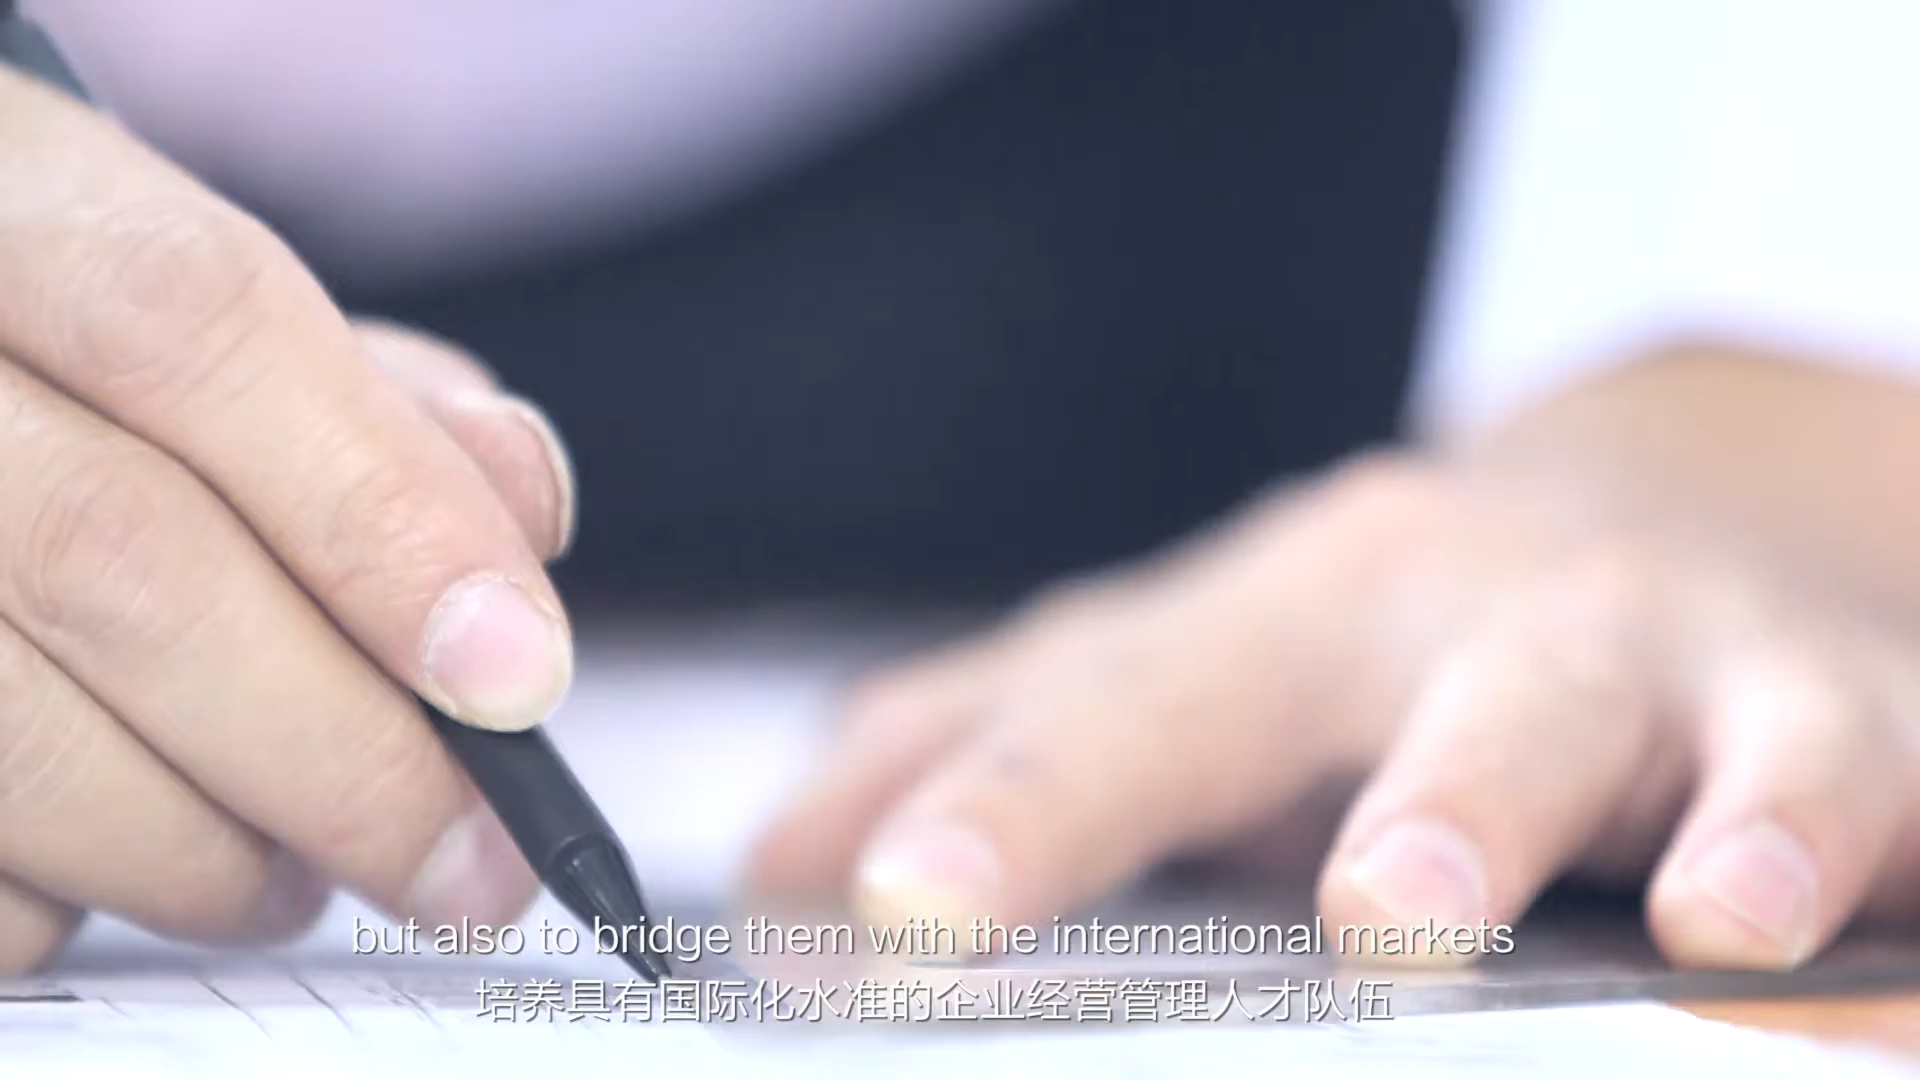 but also to bridge them with the international markets
培养具有国际化水准的企业经营管理人才队伍